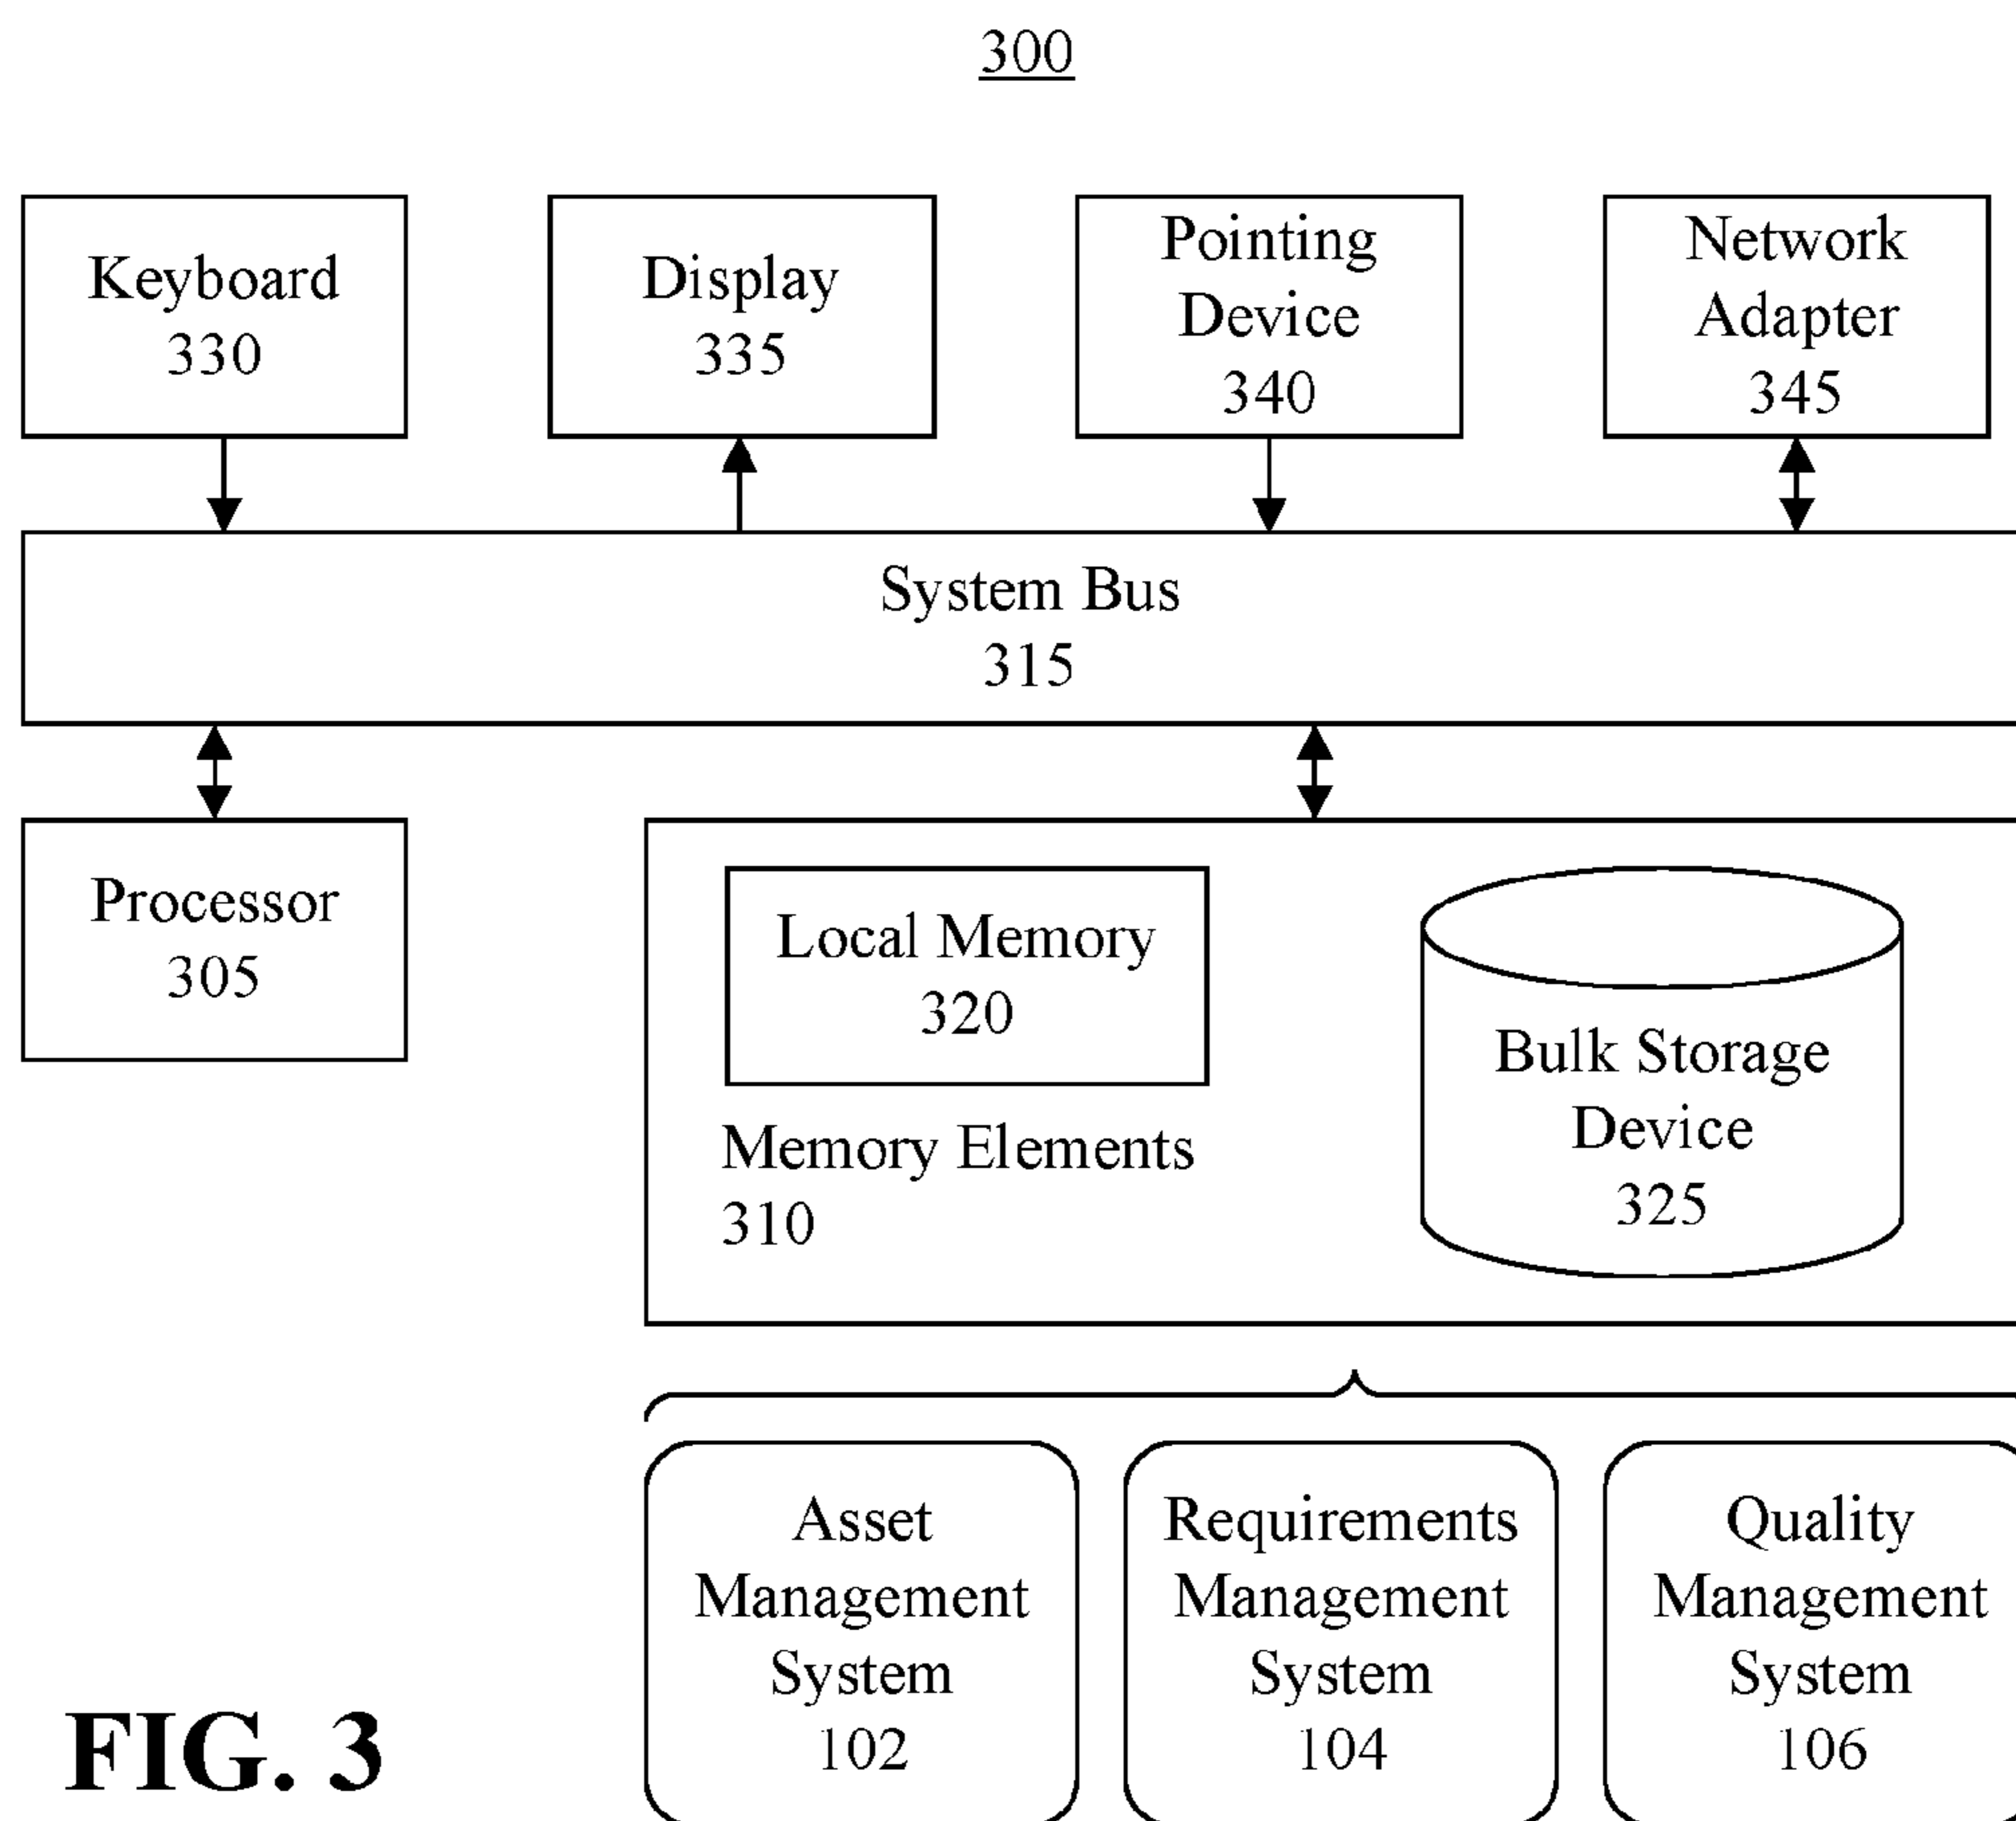 300
Keyboard
330
Display
335
Pointing
Device
340
Network
Adapter
345
System Bus
315
Processor
305
Local Memory
320
Memory Elements
310
Bulk Storage
Device
325
Asset
Management
System
102
Requirements
Management
System
104
Quality
Management
System
106
FIG. 3